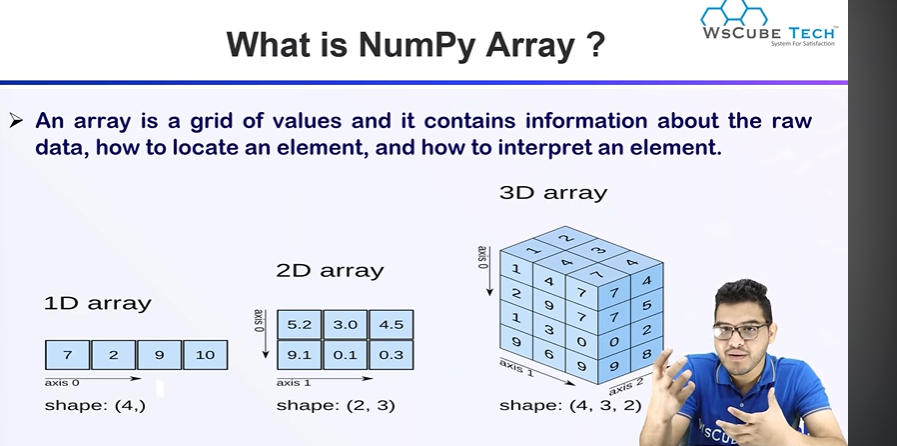 What is NumPy Array ?
WsCube Tech
System For Satisfaction
➢ An array is a grid of values and it contains information about the raw
data, how to locate an element, and how to interpret an element.
3D array
2D array
1D array
7 2 9 10
axis 0
shape: (4,)
axis 0
5.2 3.0 4.5
9.1 0.1 0.3
axis 1
shape: (2, 3)
axis 0
2
1 3
4 4
7
1 4 7 7 4
2 9 7 7 5
1 3 0 0 2
9 6 9 9 8
axis 1
axis 2
shape: (4, 3, 2)